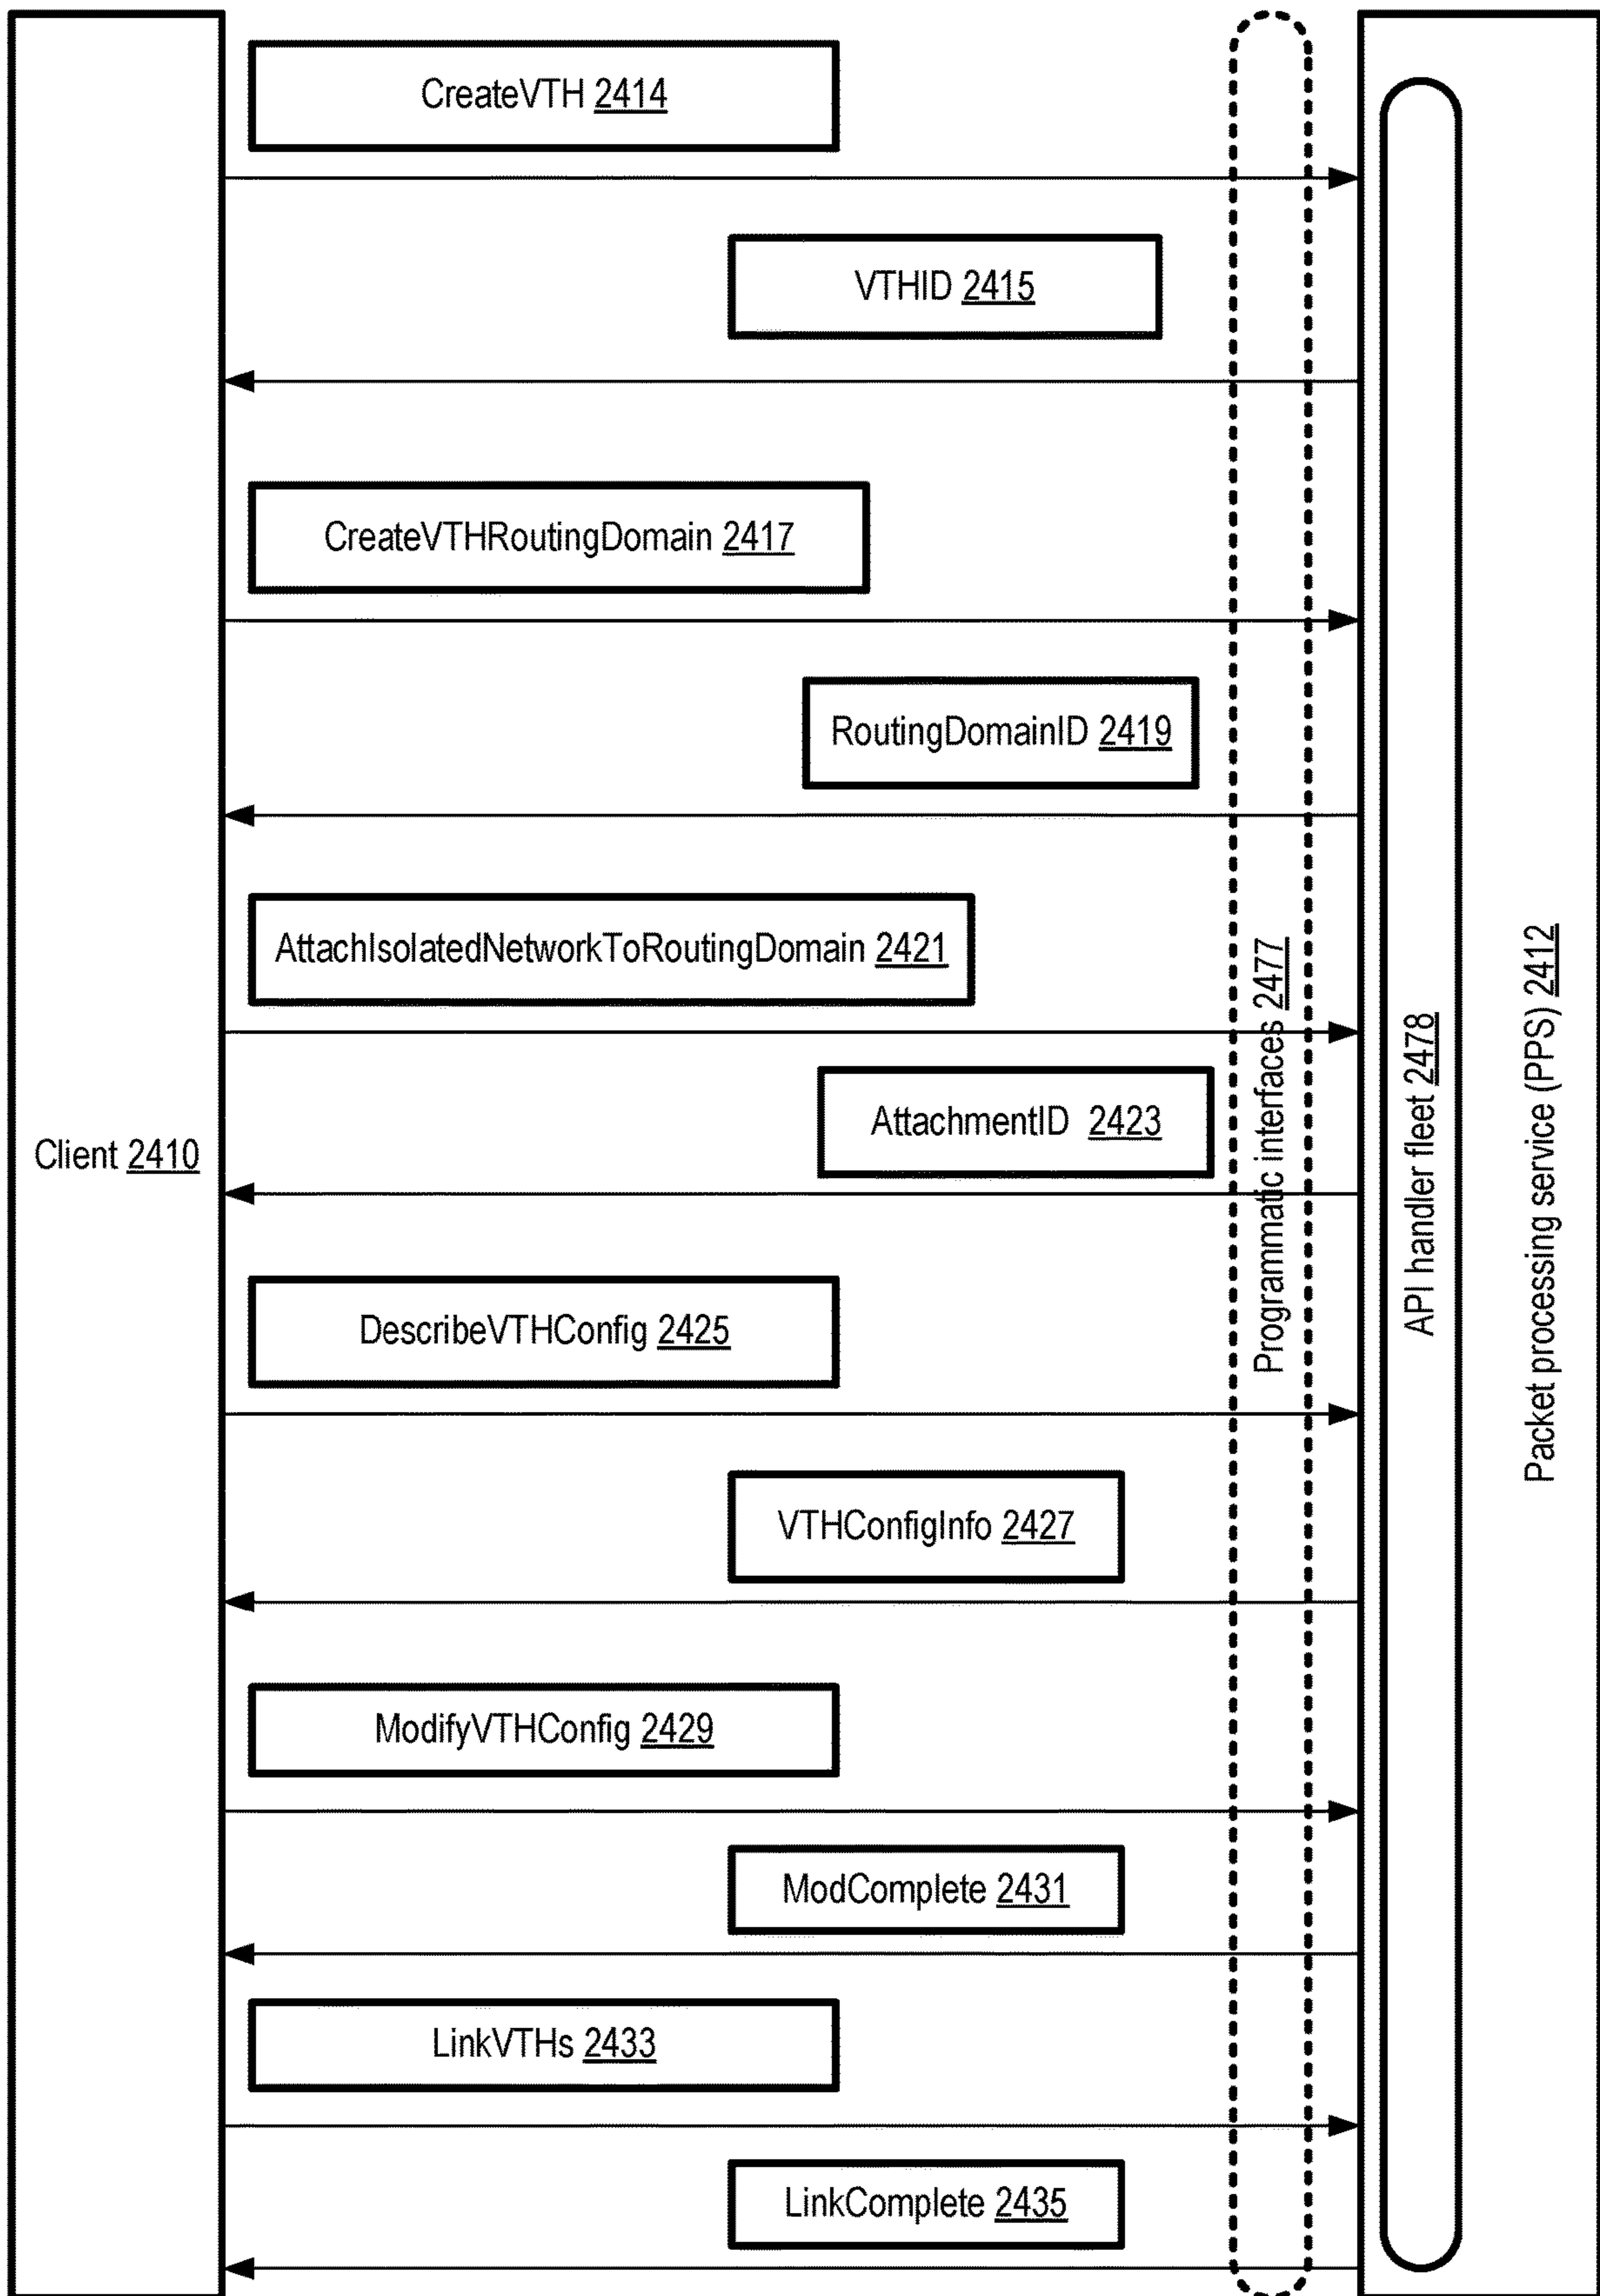 CreateVTH 2414
VTHID 2415
CreateVTHRoutingDomain 2417
RoutingDomainID 2419
AttachIsolatedNetworkToRoutingDomain 2421
AttachmentID 2423
Client 2410
DescribeVTHConfig 2425
VTHConfigInfo 2427
ModifyVTHConfig 2429
ModComplete 2431
LinkVTHs 2433
LinkComplete 2435
Programmatic interfaces 2477
API handler fleet 2478
Packet processing service (PPS) 2412